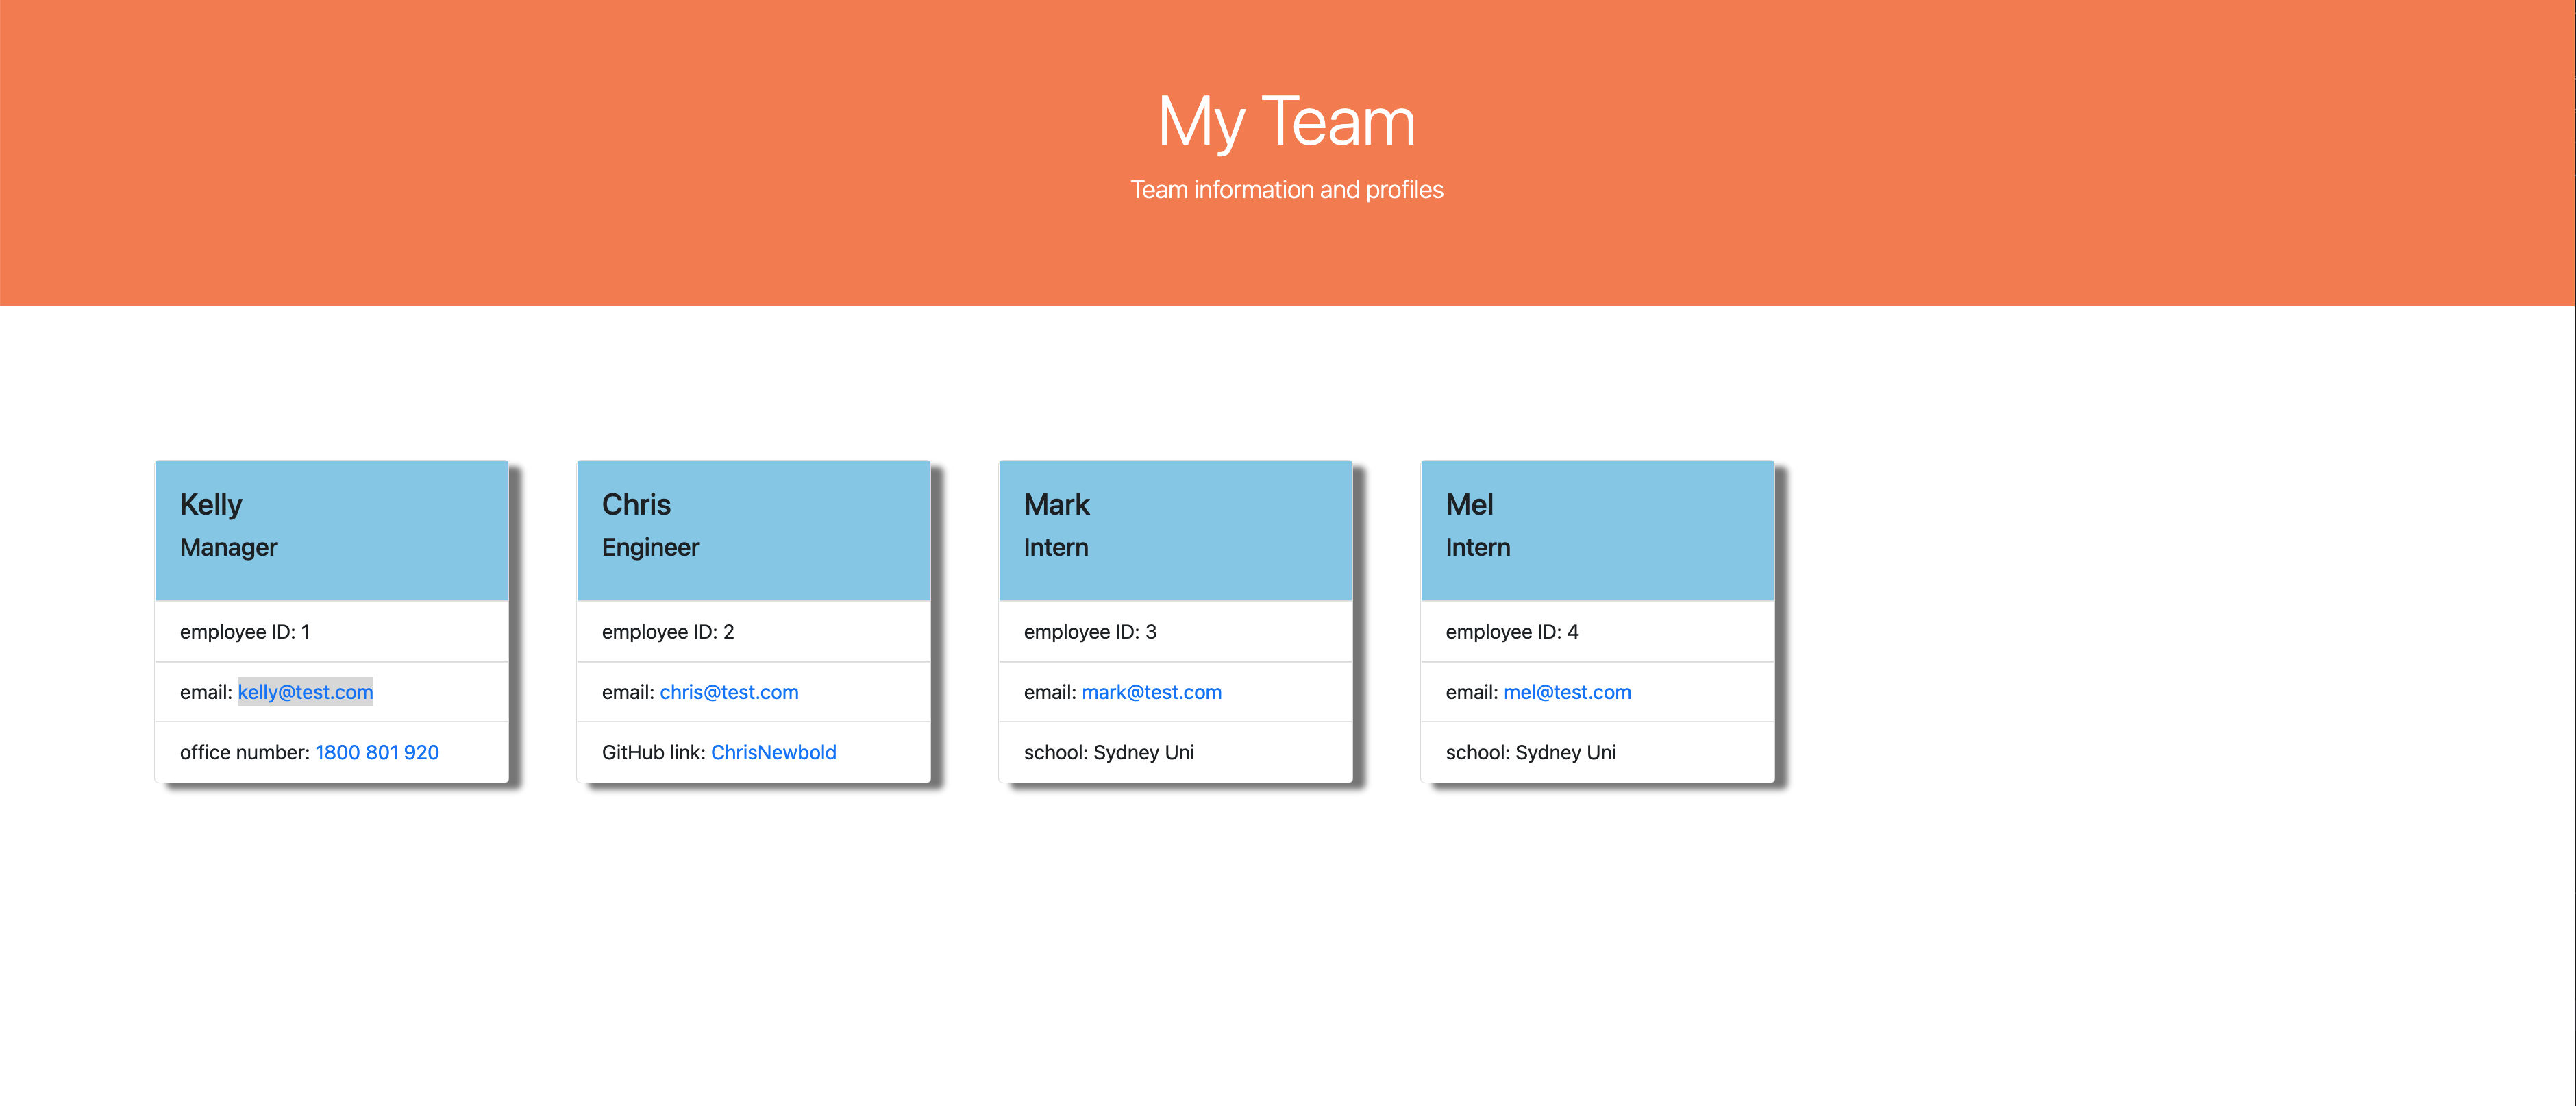 My Team
Team information and profiles
Kelly
Manager
employee ID: 1
email: kelly@test.com
office number: 1800 801 920
Chris
Engineer
employee ID: 2
email: chris@test.com
GitHub link: ChrisNewbold
Mark
Intern
employee ID: 3
email: mark@test.com
school: Sydney Uni
Mel
Intern
employee ID: 4
email: mel@test.com
school: Sydney Uni